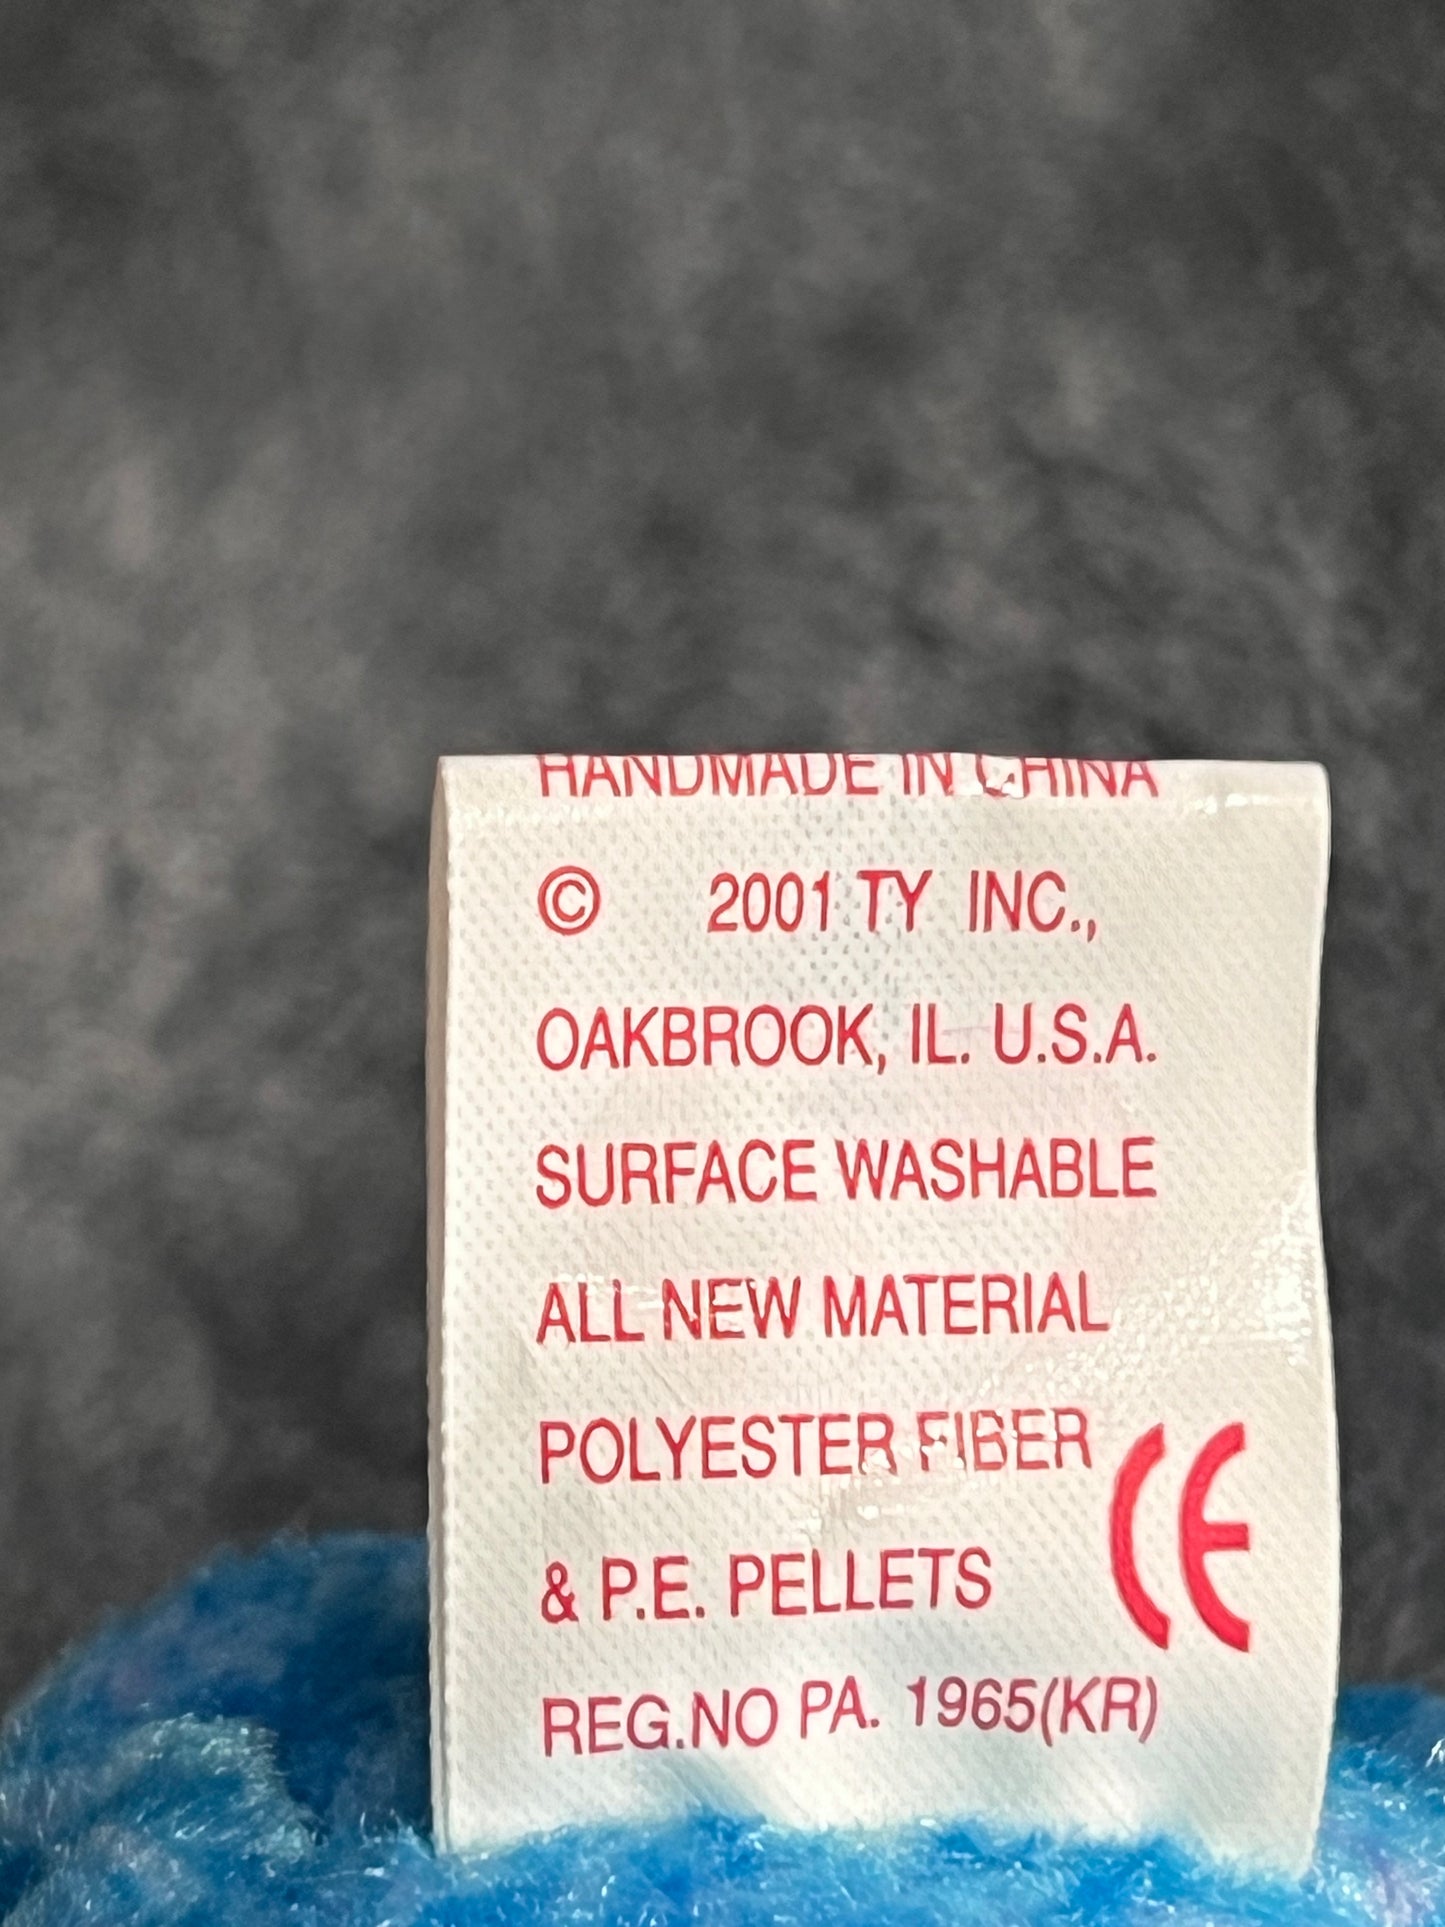 HANDMADE IN CHINA
© 2001 TY INC.,
OAKBROOK, IL. U.S.A.
SURFACE WASHABLE
ALL NEW MATERIAL
POLYESTER FIBER
& P.E. PELLETS
CE
REG.NO PA. 1965(KR)